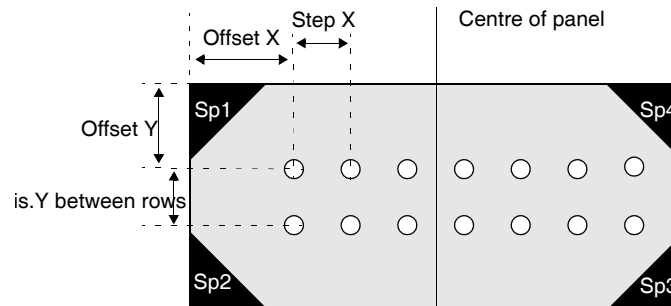 Centre of panel
Step X
Offset X
Sp1
Sp4
Offset Y
is.Y between rows
Sp2
Sp3